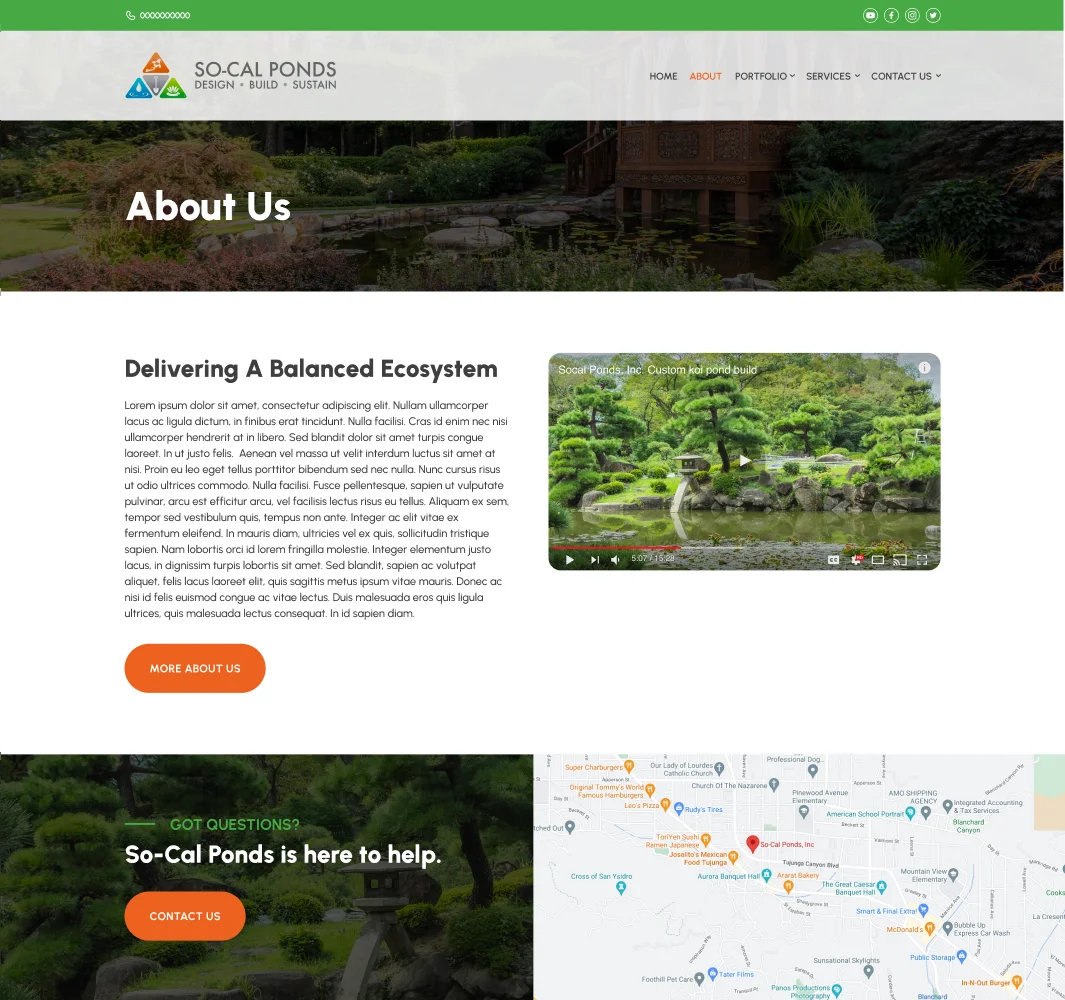 0000000000
SO-CAL PONDS
DESIGN • BUILD • SUSTAIN
HOME ABOUT PORTFOLIO SERVICES CONTACT US
About Us
Delivering A Balanced Ecosystem
Lorem ipsum dolor sit amet, consectetur adipiscing elit. Nullam ullamcorper
lacus ac ligula dictum, in finibus erat tincidunt. Nulla facilisi. Cras id enim nec nisi
ullamcorper hendrerit at in libero. Sed blandit dolor sit amet turpis congue
laoreet. In ut justo felis.  Aenean vel massa ut velit interdum luctus sit amet at
nisi. Proin eu leo eget tellus porttitor bibendum sed nec nulla. Nunc cursus risus
ut odio ultrices commodo. Nulla facilisi. Fusce pellentesque, sapien ut vulputate
pulvinar, arcu est efficitur arcu, vel facilisis lectus risus eu tellus. Aliquam ex sem,
tempor sed vestibulum quis, tempus non ante. Integer ac elit vitae ex
fermentum eleifend. In mauris diam, ultricies vel ex quis, sollicitudin tristique
sapien. Nam lobortis orci id lorem fringilla molestie. Integer elementum justo
lacus, in dignissim turpis lobortis sit amet. Sed blandit, sapien ac volutpat
aliquet, felis lacus laoreet elit, quis sagittis metus ipsum vitae mauris. Donec ac
nisi id felis euismod congue ac vitae lectus. Duis malesuada eros quis ligula
ultrices, quis malesuada lectus consequat. In id sapien diam.
MORE ABOUT US
Socal Ponds, Inc. Custom koi pond build
5:07 / 15:28
CC
HD
GOT QUESTIONS?
So-Cal Ponds is here to help.
CONTACT US
Professional Dog...
Super Charburgers
Our Lady of Lourdes
Catholic Church
Apperson St
Church Of The Nazarene
Apperson St
Original Tommy's World
Famous Hamburgers
Day St
Leo's Pizza
Rudy's Tires
Pinewood Avenue
Elementary
AMO SHIPPING
AGENCY
Integrated Accounting
& Tax Services
American School Portrait
Blanchard
Canyon
Beckett St
tched Out
ToriYen Sushi
Ramen Japanese
So-Cal Ponds, Inc
Joselito's Mexican
Food Tujunga
Tujunga Canyon Blvd
Cross of San Ysidro
Aurora Banquet Hall
Ararat Bakery
The Great Caesar
Banquet Hall
Mountain View
Elementary
Cooks
Smart & Final Extra!
La Crescent
McDonald's
Bubble Up
Express Car Wash
Public Storage
Sunsational Skylights
Foothill Pet Care
Tater Films
Panos Productions
Photography
In-N-Out Burger
Blanchard